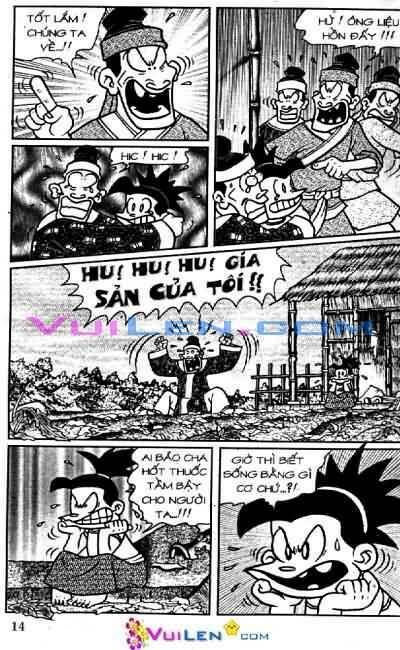 TỐT LẮM!
CHÚNG TA
VỀ...!!
HỪ! ÔNG LIỆU
HỒN ĐẤY!!!
HIC! HIC!
HU! HU! HU! GIA
SẢN CỦA TÔI!!
VUILEN.COM
AI BẢO CHA
HỐT THUỐC
TẦM BẬY
CHO NGƯỜI
TA...!!!
GIỜ THÌ BIẾT
SỐNG BẰNG GÌ
CƠ CHỨ...?!
14
VUILEN.COM